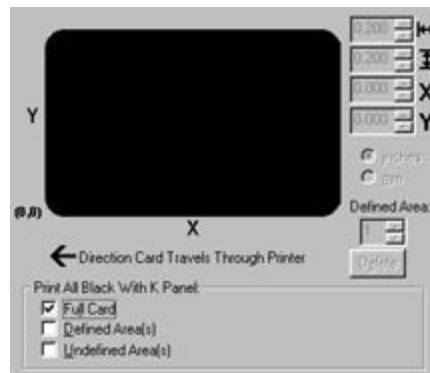 0.200
0.200
0.000 X
0.000 Y
Y
inches
mm
(0,0)
X
Defined Area:
1
Direction Card Travels Through Printer
Delete
Print All Black With K Panel:
Full Card
Defined Area(s)
Undefined Area(s)